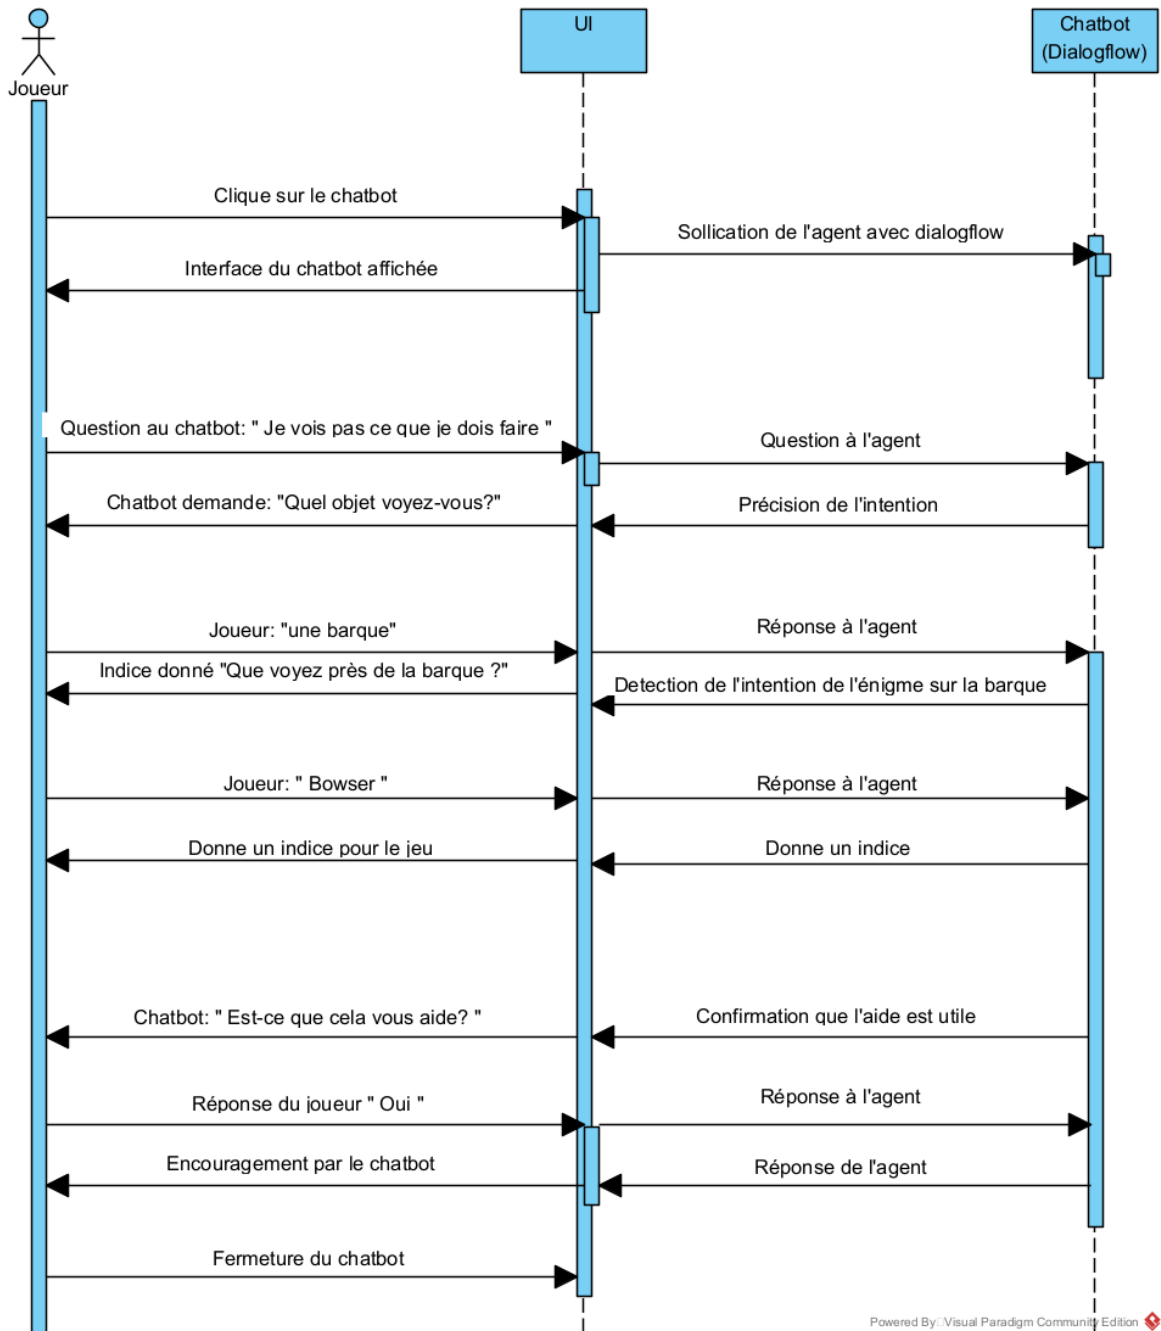 UI
Chatbot
(Dialogflow)
Joueur
Clique sur le chatbot
Sollication de l'agent avec dialogflow
Interface du chatbot affichée
Question au chatbot: " Je vois pas ce que je dois faire "
Question à l'agent
Chatbot demande: "Quel objet voyez-vous?"
Précision de l'intention
Joueur: "une barque"
Réponse à l'agent
Indice donné "Que voyez près de la barque ?"
Detection de l'intention de l'énigme sur la barque
Joueur: " Bowser "
Réponse à l'agent
Donne un indice pour le jeu
Donne un indice
Chatbot: " Est-ce que cela vous aide? "
Confirmation que l'aide est utile
Réponse du joueur " Oui "
Réponse à l'agent
Encouragement par le chatbot
Réponse de l'agent
Fermeture du chatbot
Powered By Visual Paradigm Community Edition